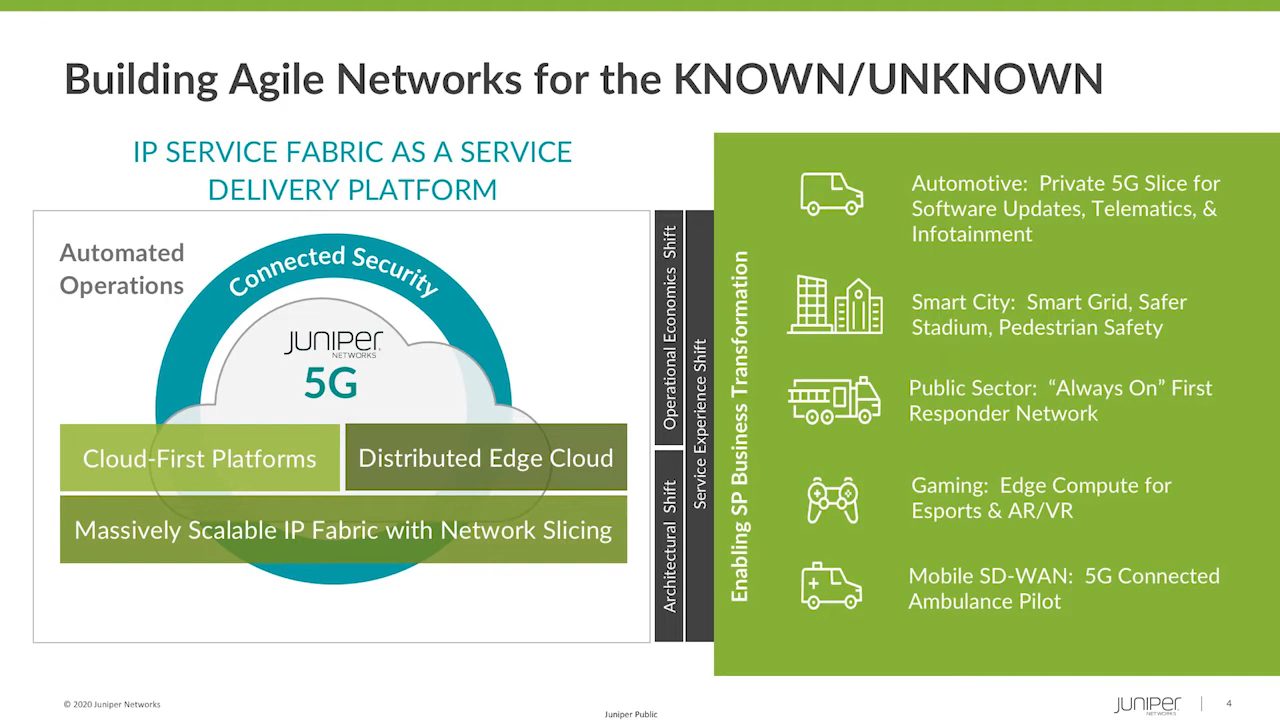 Building Agile Networks for the KNOWN/UNKNOWN
IP SERVICE FABRIC AS A SERVICE
DELIVERY PLATFORM
Automated
Operations
Connected Security
JUNIPER
NETWORKS
5G
Cloud-First Platforms
Distributed Edge Cloud
Massively Scalable IP Fabric with Network Slicing
Operational Economics Shift
Architectural Shift
Service Experience Shift
Enabling SP Business Transformation
Automotive: Private 5G Slice for
Software Updates, Telematics, &
Infotainment
Smart City: Smart Grid, Safer
Stadium, Pedestrian Safety
Public Sector: “Always On” First
Responder Network
Gaming: Edge Compute for
Esports & AR/VR
Mobile SD-WAN: 5G Connected
Ambulance Pilot
© 2020 Juniper Networks
Juniper Public
JUNIPER
NETWORKS
4